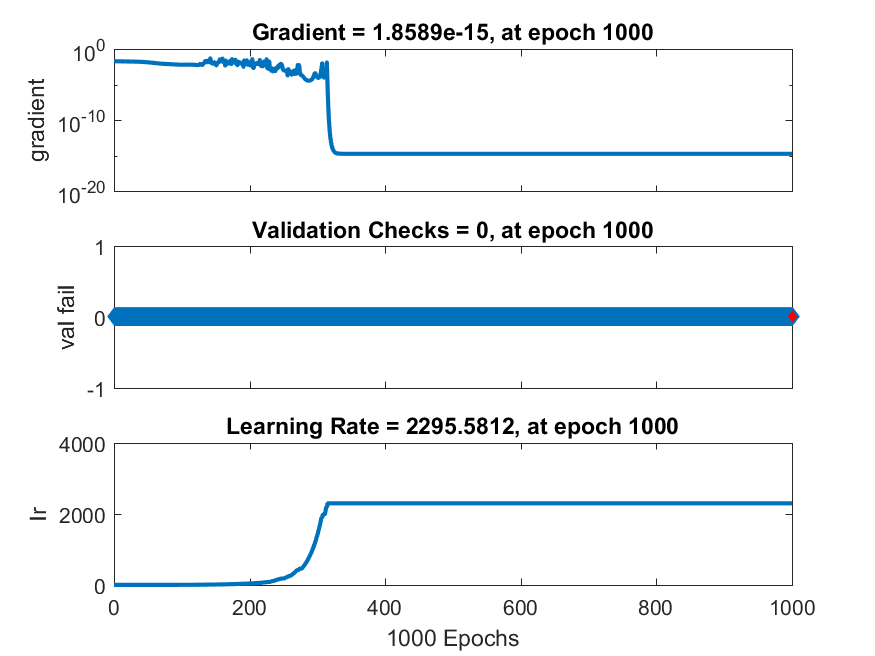 Gradient = 1.8589e-15, at epoch 1000
10^0
10^-10
10^-20
gradient
Validation Checks = 0, at epoch 1000
1
0
-1
val fail
Learning Rate = 2295.5812, at epoch 1000
4000
2000
0
lr
0 200 400 600 800 1000
1000 Epochs